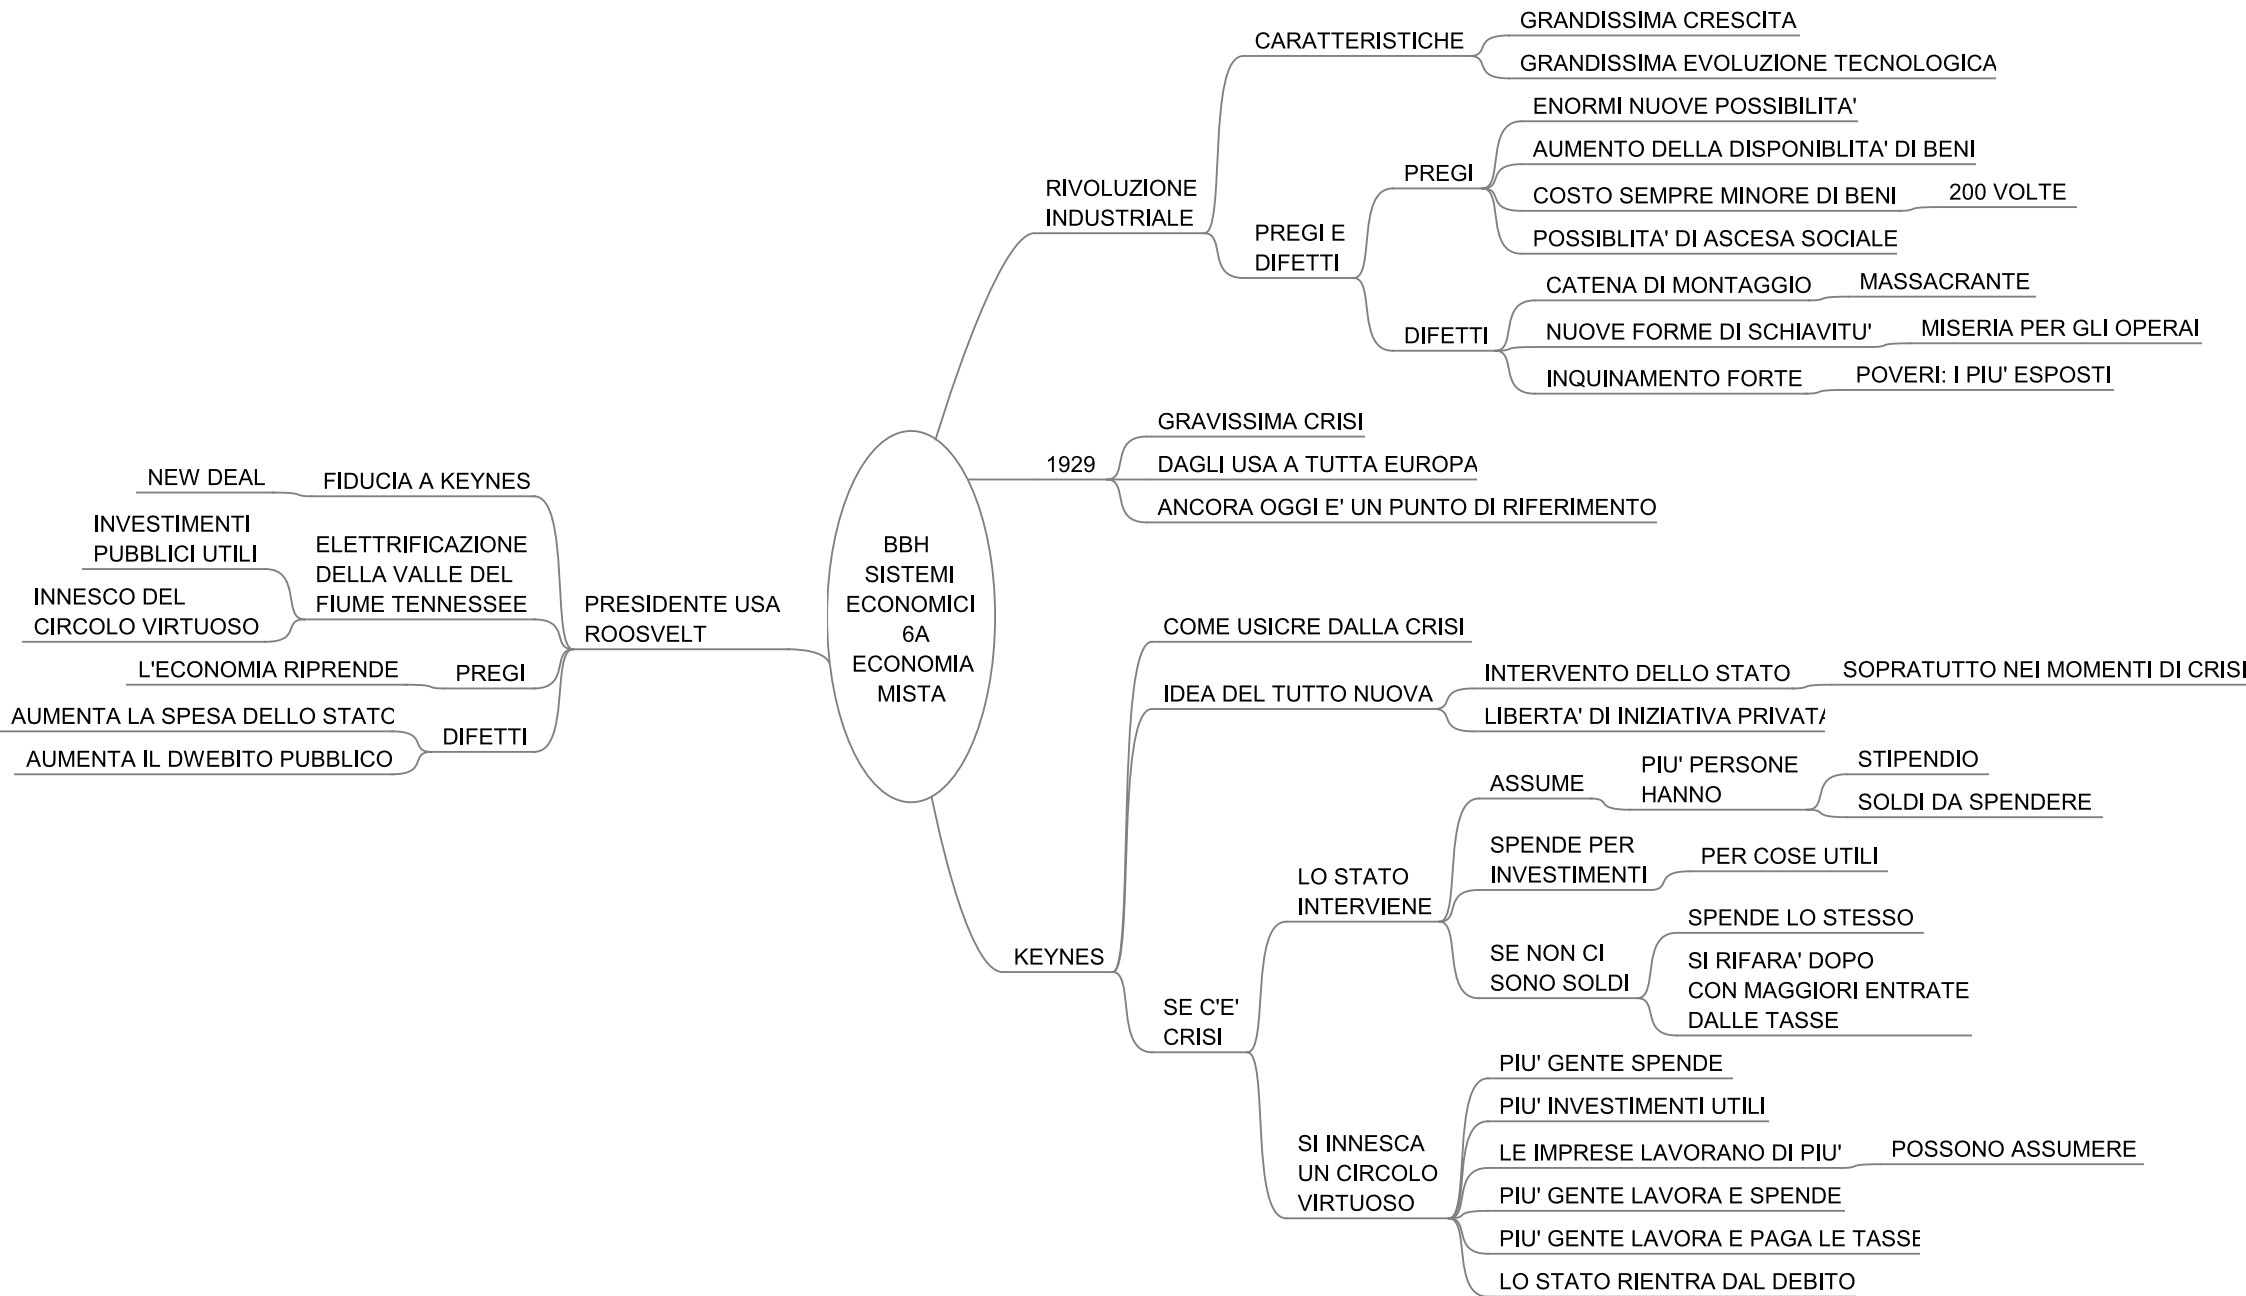 BBH
SISTEMI
ECONOMICI
6A
ECONOMIA
MISTA
RIVOLUZIONE
INDUSTRIALE
CARATTERISTICHE
GRANDISSIMA CRESCITA
GRANDISSIMA EVOLUZIONE TECNOLOGICA
PREGI E
DIFETTI
PREGI
ENORMI NUOVE POSSIBILITA'
AUMENTO DELLA DISPONIBLITA' DI BENI
COSTO SEMPRE MINORE DI BENI
200 VOLTE
POSSIBLITA' DI ASCESA SOCIALE
DIFETTI
CATENA DI MONTAGGIO
MASSACRANTE
NUOVE FORME DI SCHIAVITU'
MISERIA PER GLI OPERAI
INQUINAMENTO FORTE
POVERI: I PIU' ESPOSTI
1929
GRAVISSIMA CRISI
DAGLI USA A TUTTA EUROPA
ANCORA OGGI E' UN PUNTO DI RIFERIMENTO
KEYNES
COME USICRE DALLA CRISI
IDEA DEL TUTTO NUOVA
INTERVENTO DELLO STATO
SOPRATUTTO NEI MOMENTI DI CRISI
LIBERTA' DI INIZIATIVA PRIVATA
SE C'E'
CRISI
LO STATO
INTERVIENE
ASSUME
PIU' PERSONE
HANNO
STIPENDIO
SOLDI DA SPENDERE
SPENDE PER
INVESTIMENTI
PER COSE UTILI
SE NON CI
SONO SOLDI
SPENDE LO STESSO
SI RIFARA' DOPO
CON MAGGIORI ENTRATE
DALLE TASSE
SI INNESCA
UN CIRCOLO
VIRTUOSO
PIU' GENTE SPENDE
PIU' INVESTIMENTI UTILI
LE IMPRESE LAVORANO DI PIU'
POSSONO ASSUMERE
PIU' GENTE LAVORA E SPENDE
PIU' GENTE LAVORA E PAGA LE TASSE
LO STATO RIENTRA DAL DEBITO
PRESIDENTE USA
ROOSVELT
FIDUCIA A KEYNES
NEW DEAL
ELETTRIFICAZIONE
DELLA VALLE DEL
FIUME TENNESSEE
INVESTIMENTI
PUBBLICI UTILI
INNESCO DEL
CIRCOLO VIRTUOSO
PREGI
L'ECONOMIA RIPRENDE
DIFETTI
AUMENTA LA SPESA DELLO STATO
AUMENTA IL DWEBITO PUBBLICO